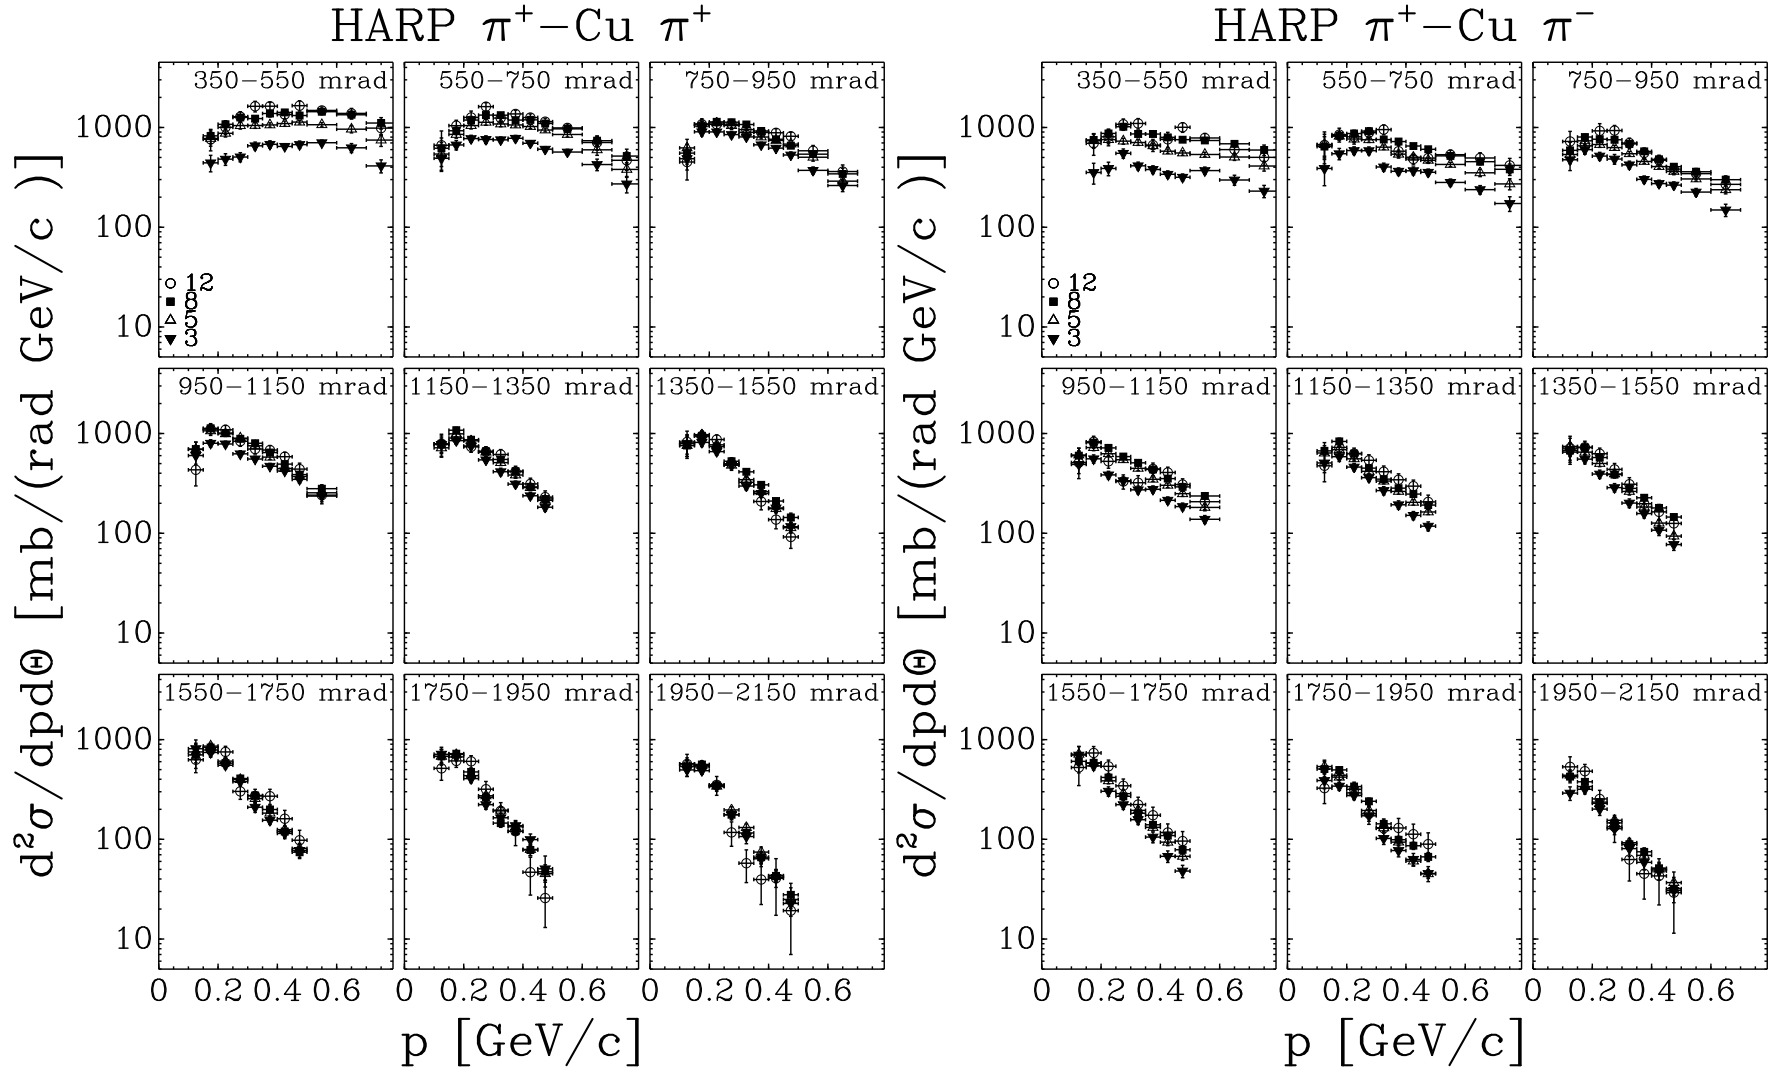 HARP π⁺−Cu π⁺
d²σ/dpdΘ [mb/(rad GeV/c )]
350−550 mrad 550−750 mrad 750−950 mrad
1000
100
12
8
5
3
10
950−1150 mrad 1150−1350 mrad 1350−1550 mrad
1000
100
10
1550−1750 mrad 1750−1950 mrad 1950−2150 mrad
1000
100
10
0 0.2 0.4 0.6 0 0.2 0.4 0.6 0 0.2 0.4 0.6
p [GeV/c]
HARP π⁺−Cu π⁻
d²σ/dpdΘ [mb/(rad GeV/c )]
350−550 mrad 550−750 mrad 750−950 mrad
1000
100
12
8
5
3
10
950−1150 mrad 1150−1350 mrad 1350−1550 mrad
1000
100
10
1550−1750 mrad 1750−1950 mrad 1950−2150 mrad
1000
100
10
0 0.2 0.4 0.6 0 0.2 0.4 0.6 0 0.2 0.4 0.6
p [GeV/c]